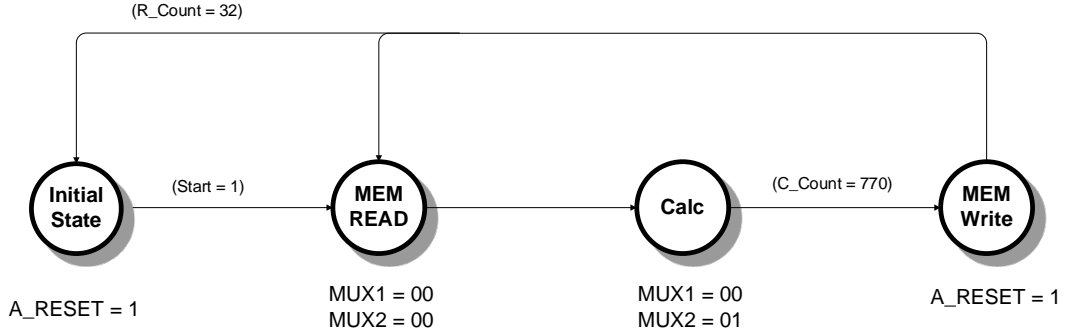 (R_Count = 32)
Initial
State
(Start = 1)
MEM
READ
Calc
(C_Count = 770)
MEM
Write
A_RESET = 1
MUX1 = 00
MUX2 = 00
MUX1 = 00
MUX2 = 01
A_RESET = 1